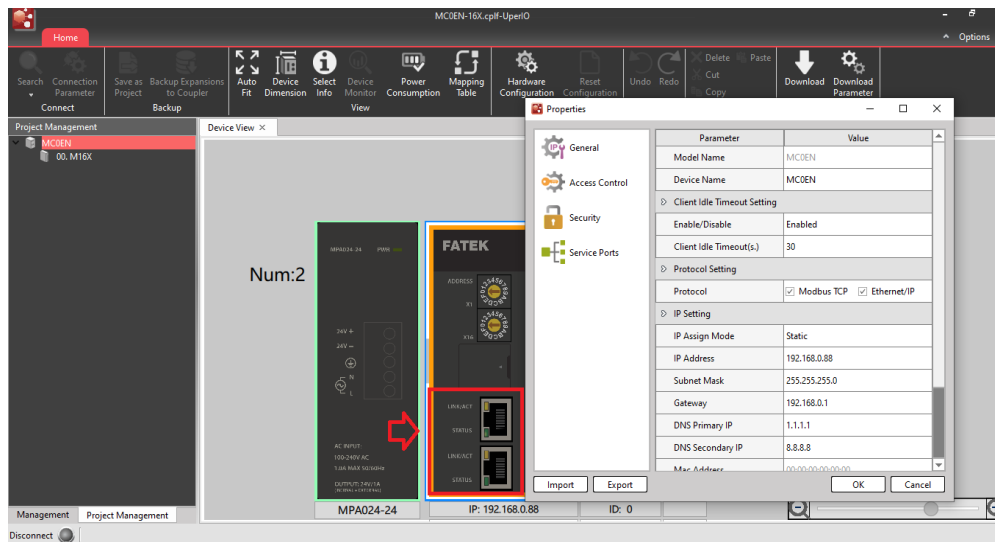 MC0EN-16X.cplf-UperIO
Home
Options
Search
Connection Parameter
Save as Project
Backup Expansions to Coupler
Auto Fit
Device Dimension
Select Info
Device Monitor
Power Consumption
Mapping Table
Hardware Configuration
Reset Configuration
Undo
Redo
Delete
Paste
Cut
Copy
Download
Download Parameter
Connect
Backup
View
Project Management
MC0EN
00. M16X
Device View ×
Num:2
MPA024-24 PWR
24V +
24V –
N
L
AC INPUT:
100-240V AC
1.0A MAX 50/60Hz
OUTPUT: 24V/1A
MPA024-24
FATEK
ADDRESS
X1
X16
LINK/ACT
STATUS
LINK/ACT
STATUS
IP: 192.168.0.88
ID: 0
Properties
General
Access Control
Security
Service Ports
Parameter Value
Model Name MC0EN
Device Name MC0EN
Client Idle Timeout Setting
Enable/Disable Enabled
Client Idle Timeout(s.) 30
Protocol Setting
Protocol Modbus TCP Ethernet/IP
IP Setting
IP Assign Mode Static
IP Address 192.168.0.88
Subnet Mask 255.255.255.0
Gateway 192.168.0.1
DNS Primary IP 1.1.1.1
DNS Secondary IP 8.8.8.8
Mac Address 00:00:00:00:00:00
Import Export OK Cancel
Management Project Management
Disconnect